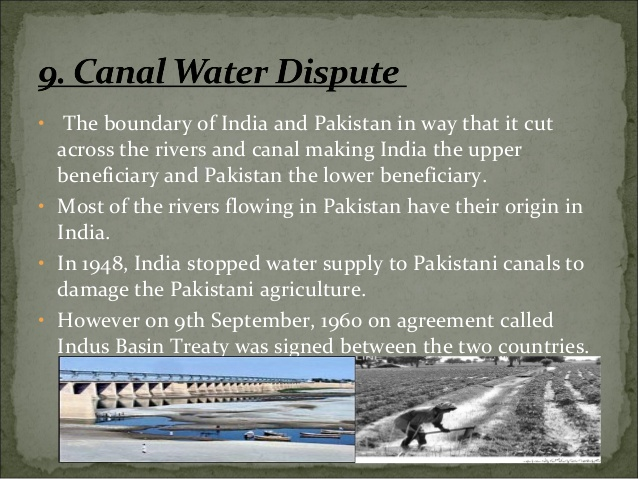 9. Canal Water Dispute
• The boundary of India and Pakistan in way that it cut
across the rivers and canal making India the upper
beneficiary and Pakistan the lower beneficiary.
• Most of the rivers flowing in Pakistan have their origin in
India.
• In 1948, India stopped water supply to Pakistani canals to
damage the Pakistani agriculture.
• However on 9th September, 1960 on agreement called
Indus Basin Treaty was signed between the two countries.